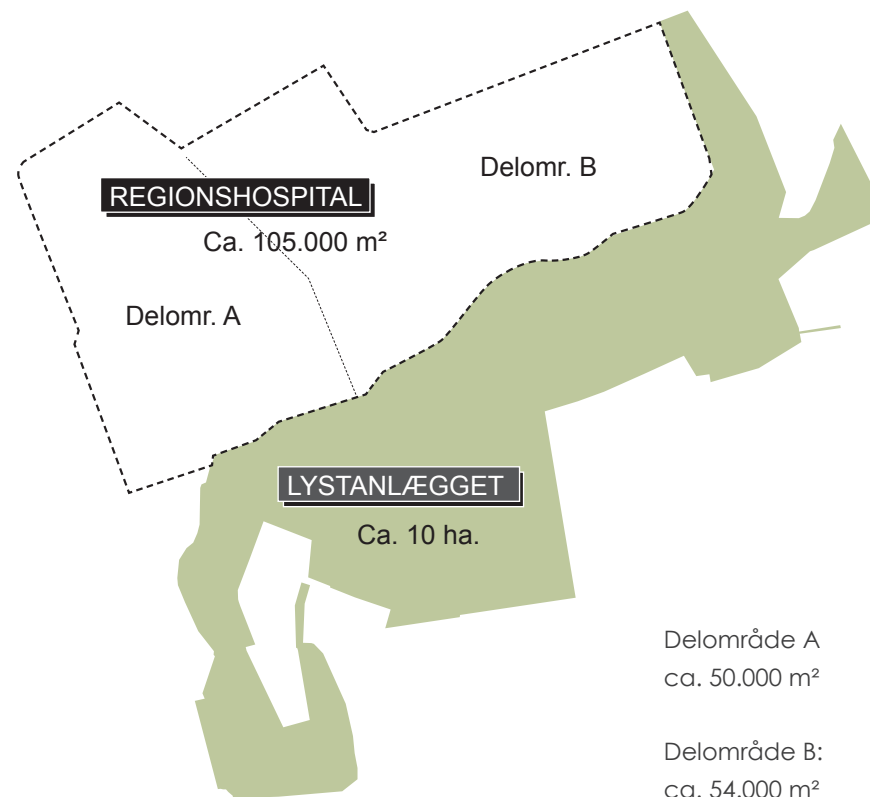 Delomr. B
REGIONSHOSPITAL
Ca. 105.000 m²
Delomr. A
LYSTANLÆGGET
Ca. 10 ha.
Delområde A
ca. 50.000 m²
Delområde B:
ca. 54.000 m²